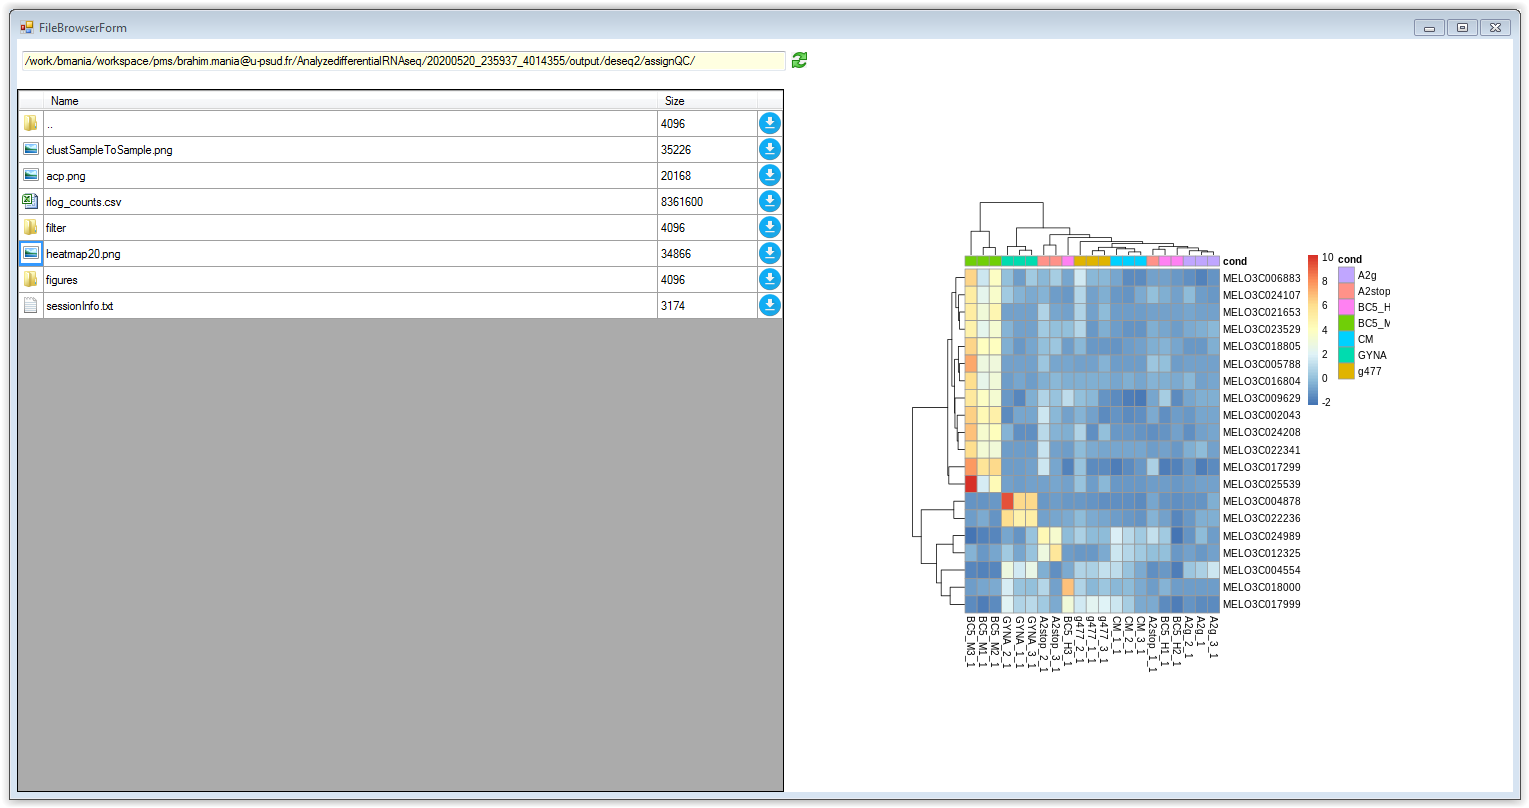 FileBrowserForm
/work/bmania/workspace/pms/brahim.mania@u-psud.fr/AnalyzedifferentialRNAseq/20200520_235937_4014355/output/deseq2/assignQC/
Name Size
.. 4096
clustSampleToSample.png 35226
acp.png 20168
rlog_counts.csv 8361600
filter 4096
heatmap20.png 34866
figures 4096
sessionInfo.txt 3174
cond
MELO3C006883
MELO3C024107
MELO3C021653
MELO3C023529
MELO3C018805
MELO3C005788
MELO3C016804
MELO3C009629
MELO3C002043
MELO3C024208
MELO3C022341
MELO3C017299
MELO3C025539
MELO3C004878
MELO3C022236
MELO3C024989
MELO3C012325
MELO3C004554
MELO3C018000
MELO3C017999
10
8
6
4
2
0
-2
cond
A2g
A2stop
BC5_H
BC5_M
CM
GYNA
g477
BC5_M3_1
BC5_M1_1
BC5_M2_1
GYNA_2_1
GYNA_1_1
GYNA_3_1
A2stop_2_1
A2stop_3_1
BC5_H3_1
g477_2_1
g477_1_1
g477_3_1
CM_1_1
CM_2_1
CM_3_1
A2stop_1_1
BC5_H1_1
BC5_H2_1
A2g_2_1
A2g_1_1
A2g_3_1